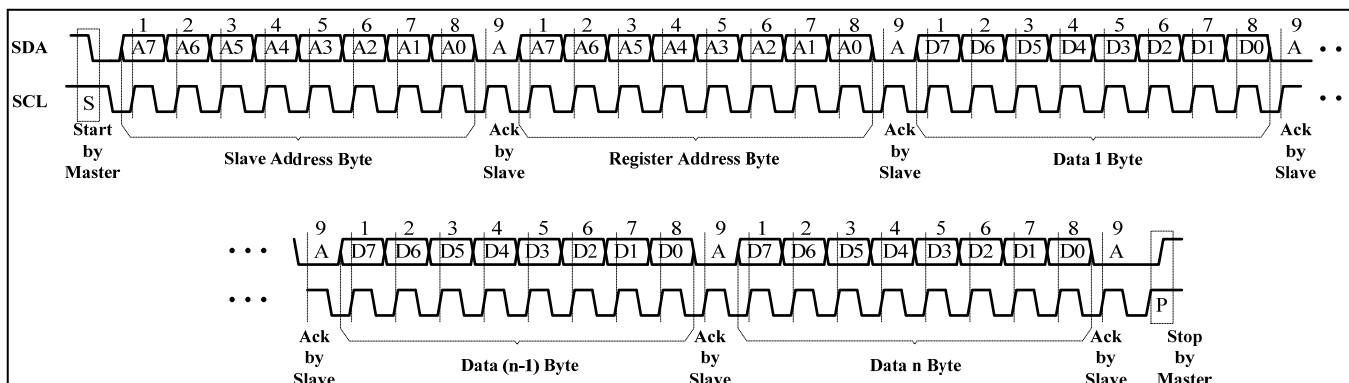 1 2 3 4 5 6 7 8 9 1 2 3 4 5 6 7 8 9 1 2 3 4 5 6 7 8 9
SDA A7 A6 A5 A4 A3 A2 A1 A0 A A7 A6 A5 A4 A3 A2 A1 A0 A D7 D6 D5 D4 D3 D2 D1 D0 A • •
SCL S • •
Start by Master
Slave Address Byte
Ack by Slave
Register Address Byte
Ack by Slave
Data 1 Byte
Ack by Slave
9 1 2 3 4 5 6 7 8 9 1 2 3 4 5 6 7 8 9
• • • A D7 D6 D5 D4 D3 D2 D1 D0 A D7 D6 D5 D4 D3 D2 D1 D0 A
• • • P
Ack by Slave
Data (n-1) Byte
Ack by Slave
Data n Byte
Ack by Slave
Stop by Master